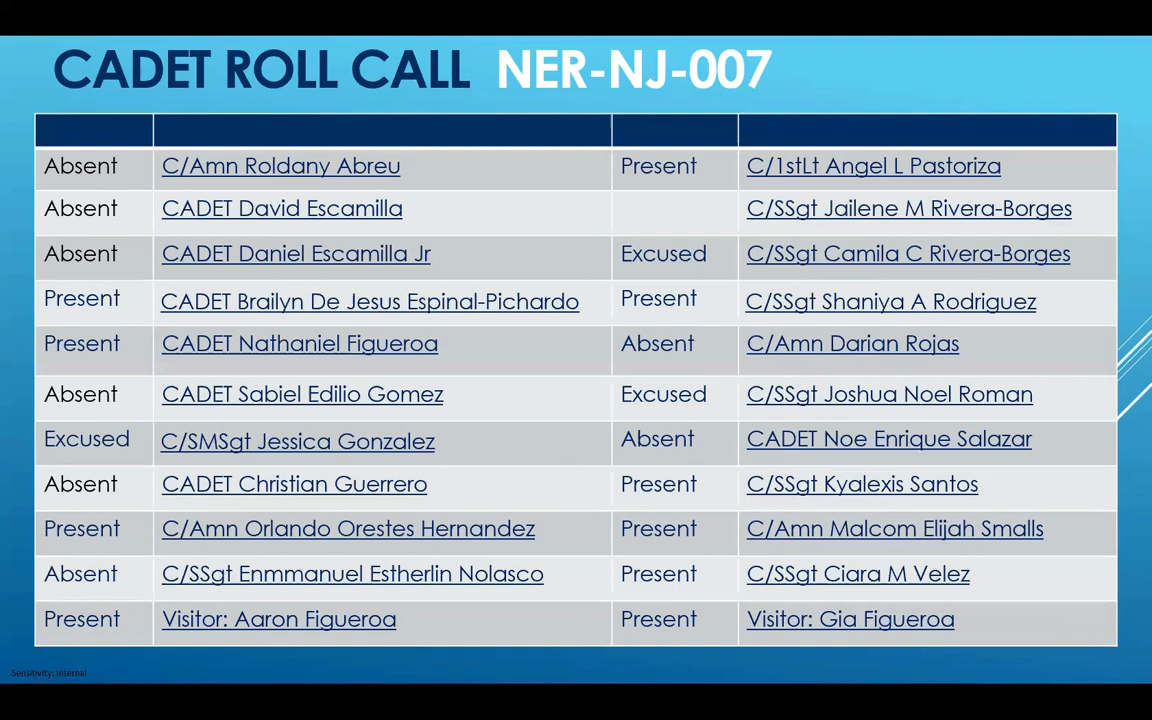 CADET ROLL CALL NER-NJ-007
Absent C/Amn Roldany Abreu Present C/1stLt Angel L Pastoriza
Absent CADET David Escamilla C/SSgt Jailene M Rivera-Borges
Absent CADET Daniel Escamilla Jr Excused C/SSgt Camila C Rivera-Borges
Present CADET Brailyn De Jesus Espinal-Pichardo Present C/SSgt Shaniya A Rodriguez
Present CADET Nathaniel Figueroa Absent C/Amn Darian Rojas
Absent CADET Sabiel Edilio Gomez Excused C/SSgt Joshua Noel Roman
Excused C/SMSgt Jessica Gonzalez Absent CADET Noe Enrique Salazar
Absent CADET Christian Guerrero Present C/SSgt Kyalexis Santos
Present C/Amn Orlando Orestes Hernandez Present C/Amn Malcom Elijah Smalls
Absent C/SSgt Enmmanuel Estherlin Nolasco Present C/SSgt Ciara M Velez
Present Visitor: Aaron Figueroa Present Visitor: Gia Figueroa
Sensitivity: Internal